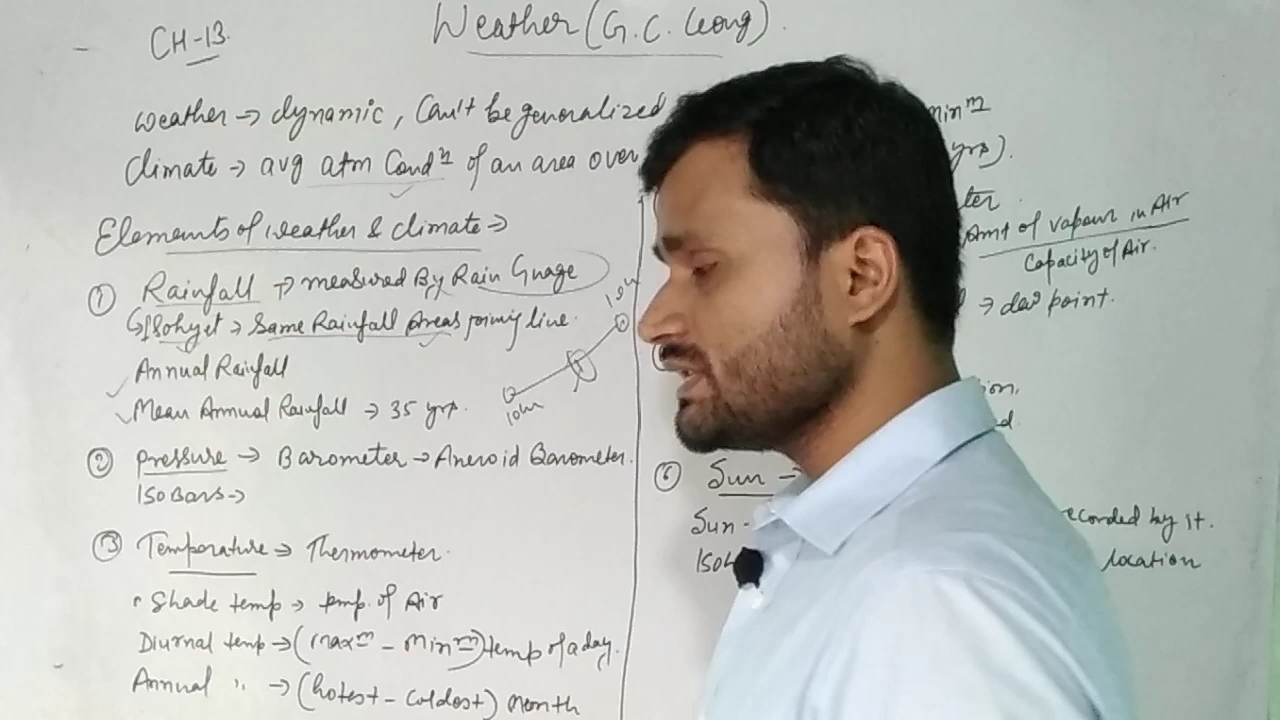 CH-13
Weather (G.C. Leong)
weather → dynamic, Can't be generalized
Climate → avg atm Condⁿ of an area over
Elements of weather & climate →
① Rainfall → measured By Rain Guage
↳ Isohyet → Same Rainfall Areas joining line.
Annual Rainfall
Mean Annual Rainfall → 35 yrs.
10cm
② Pressure → Barometer → Aneroid Barometer.
ISOBars →
③ Temperature → Thermometer.
Shade temp → temp. of Air
Diurnal temp → (Maxᵐ - Minᵐ) temp of a day.
Annual " → (hotest - Coldest) Month
Minᵐ
yrs).
Amt of vapour in Air
Capacity of Air.
→ dew point.
⑥ Sun →
Sun -
recorded by it.
location